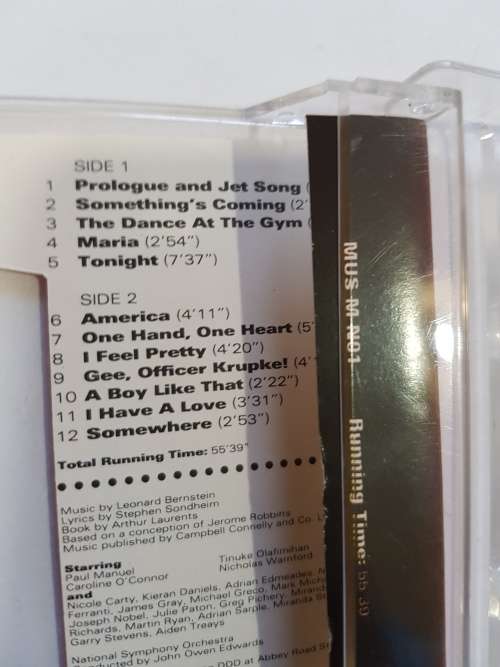 SIDE 1
1 Prologue and Jet Song (
2 Something's Coming (2'
3 The Dance At The Gym (
4 Maria (2'54")
5 Tonight (7'37")
SIDE 2
6 America (4'11")
7 One Hand, One Heart (5'
8 I Feel Pretty (4'20")
9 Gee, Officer Krupke! (4'
10 A Boy Like That (2'22")
11 I Have A Love (3'31")
12 Somewhere (2'53")
Total Running Time: 55'39"
Music by Leonard Bernstein
Lyrics by Stephen Sondheim
Book by Arthur Laurents
Based on a conception of Jerome Robbins
Music published by Campbell Connelly and Co. L
Starring
Paul Manuel Tinuke Olafimihan
Caroline O'Connor Nicholas Warnford
and
Nicole Carty, Kieran Daniels, Adrian Edmeades,
Ferranti, James Gray, Michael Greco, Mark Mich
Joseph Nobel, Julie Paton, Greg Pichery, Mirand
Richards, Martin Ryan, Adrian Sarple, Miranda S
Garry Stevens, Aiden Treays
National Symphony Orchestra
Conducted by John Owen Edwards
DDD at Abbey Road S
MUS-M-N01 Running Time: 55'39